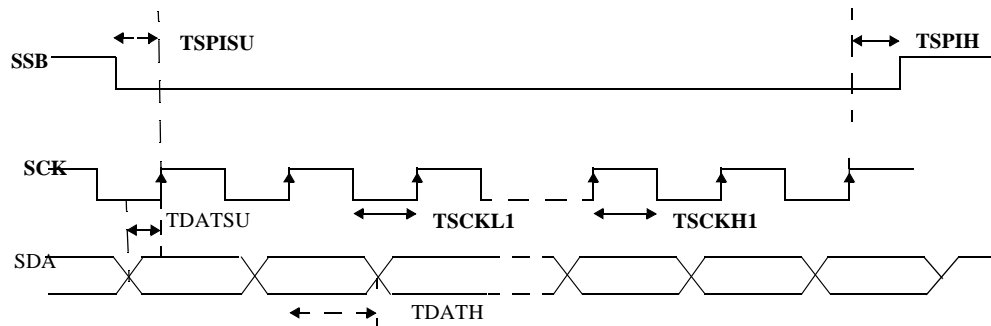 TSPISU
TSPIH
SSB
SCK
TDATSU
TSCKL1
TSCKH1
SDA
TDATH